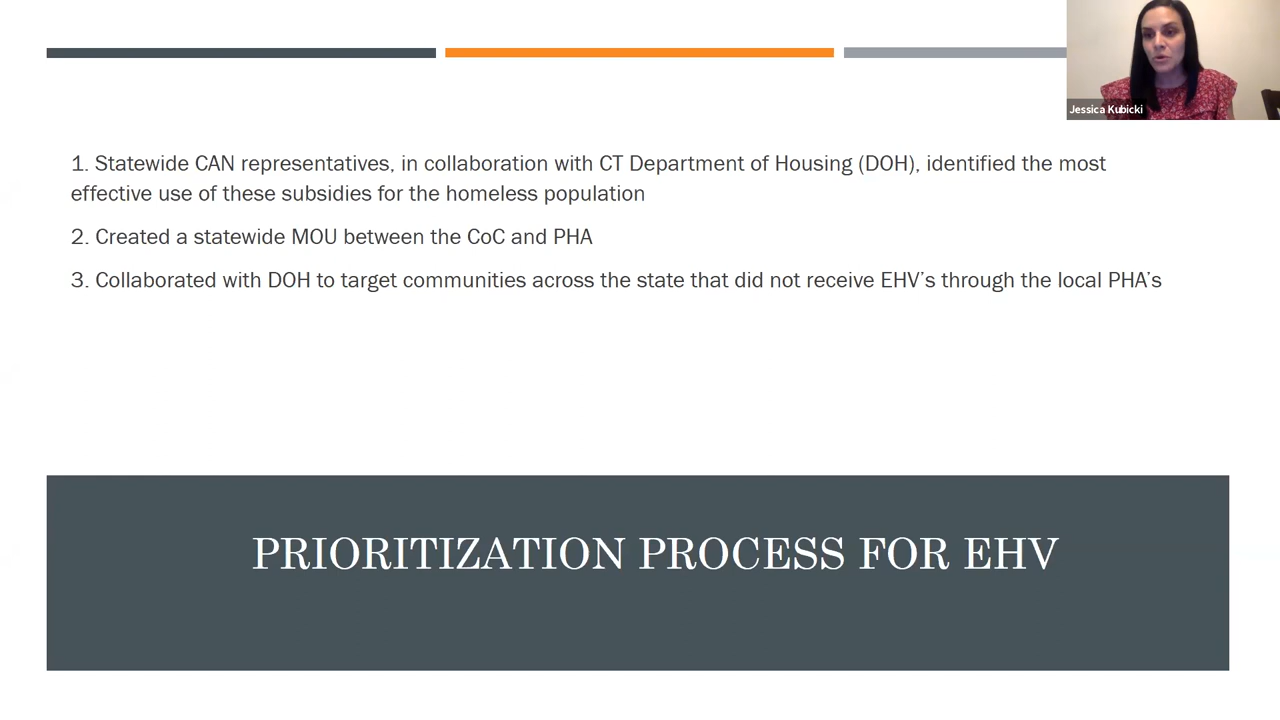 Jessica Kubicki
1. Statewide CAN representatives, in collaboration with CT Department of Housing (DOH), identified the most
effective use of these subsidies for the homeless population
2. Created a statewide MOU between the CoC and PHA
3. Collaborated with DOH to target communities across the state that did not receive EHV’s through the local PHA’s
PRIORITIZATION PROCESS FOR EHV